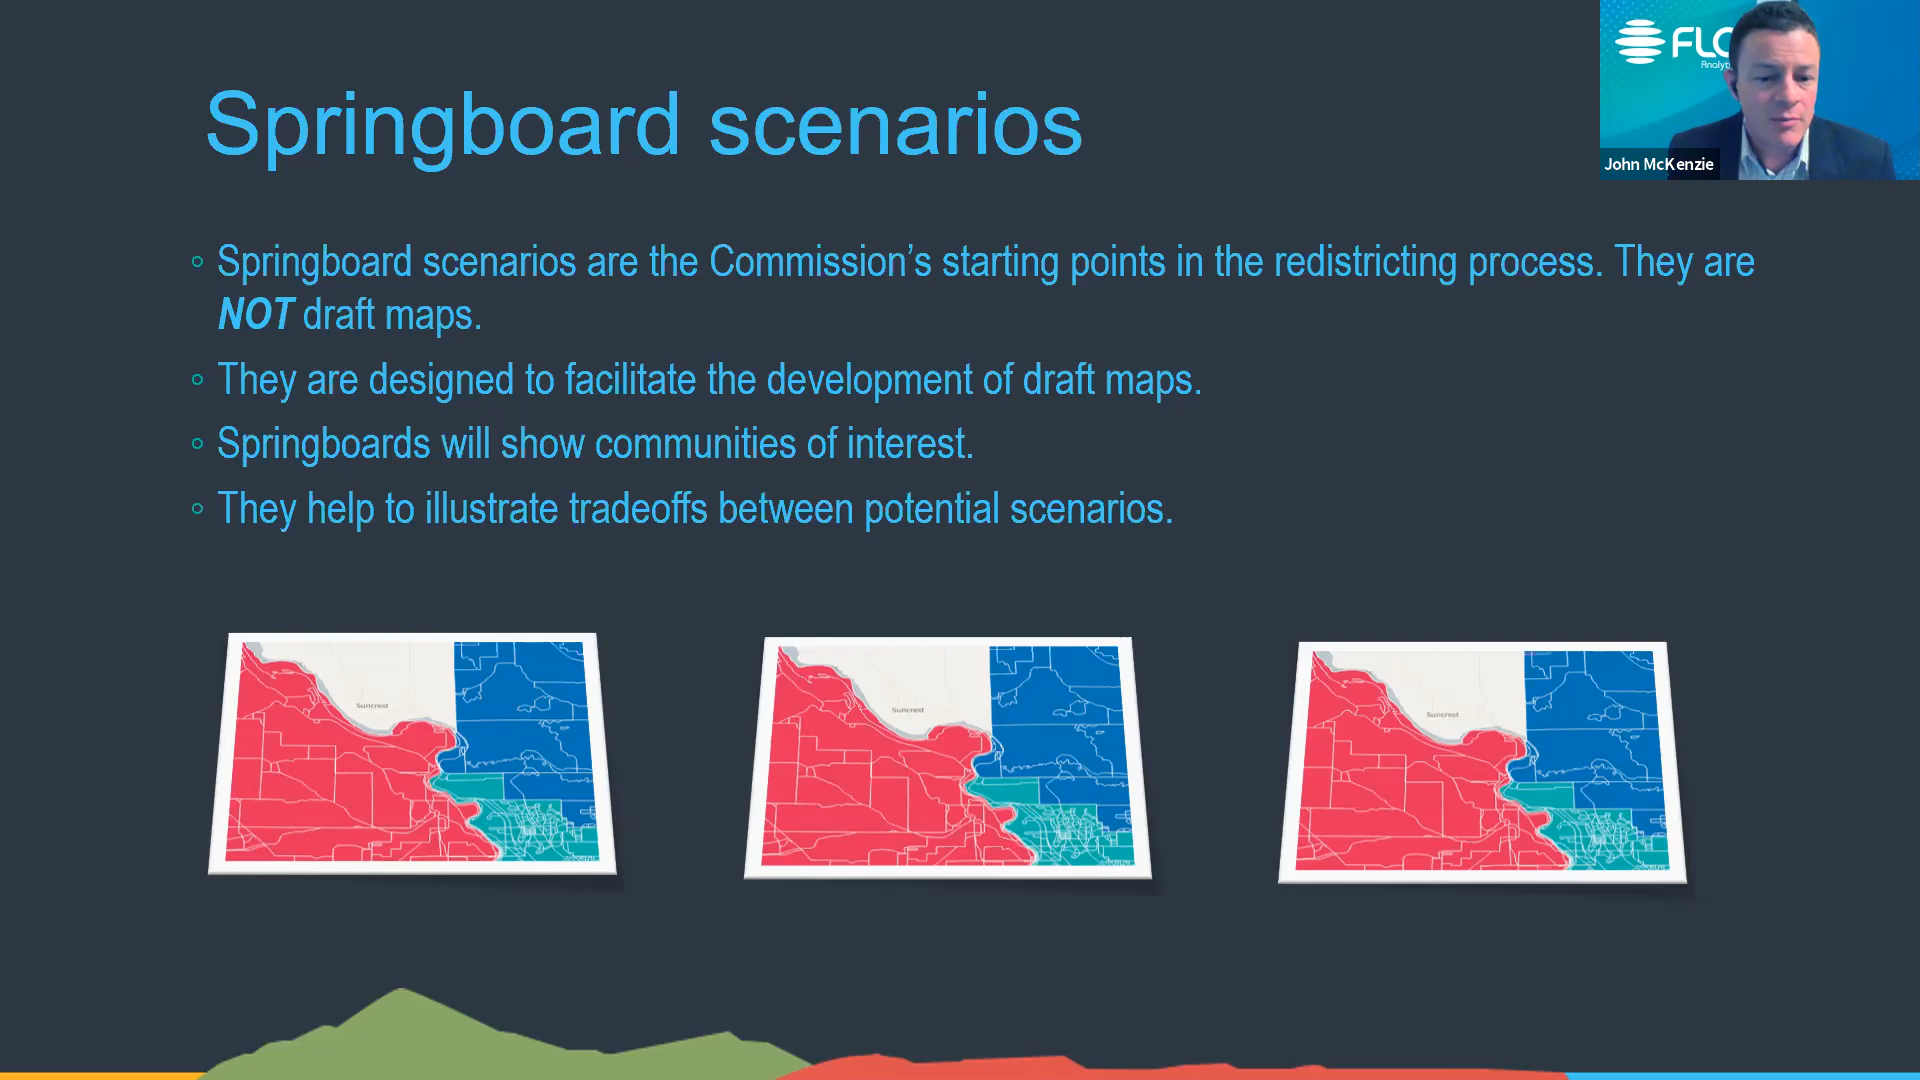 FLO
Analyt
John McKenzie
Springboard scenarios
◦ Springboard scenarios are the Commission’s starting points in the redistricting process. They are
NOT draft maps.
◦ They are designed to facilitate the development of draft maps.
◦ Springboards will show communities of interest.
◦ They help to illustrate tradeoffs between potential scenarios.
Suncrest
Suncrest
Suncrest